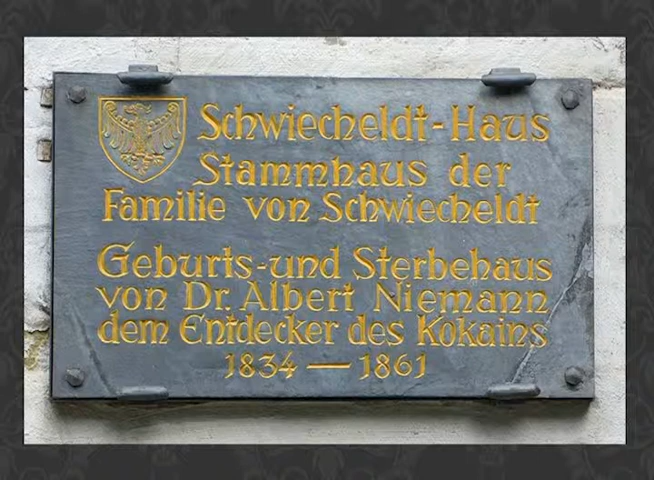 Schwiecheldt-Haus
Stammhaus der
Familie von Schwiecheldt
Geburts-und Sterbehaus
von Dr. Albert Niemann
dem Entdecker des Kokains
1834 — 1861